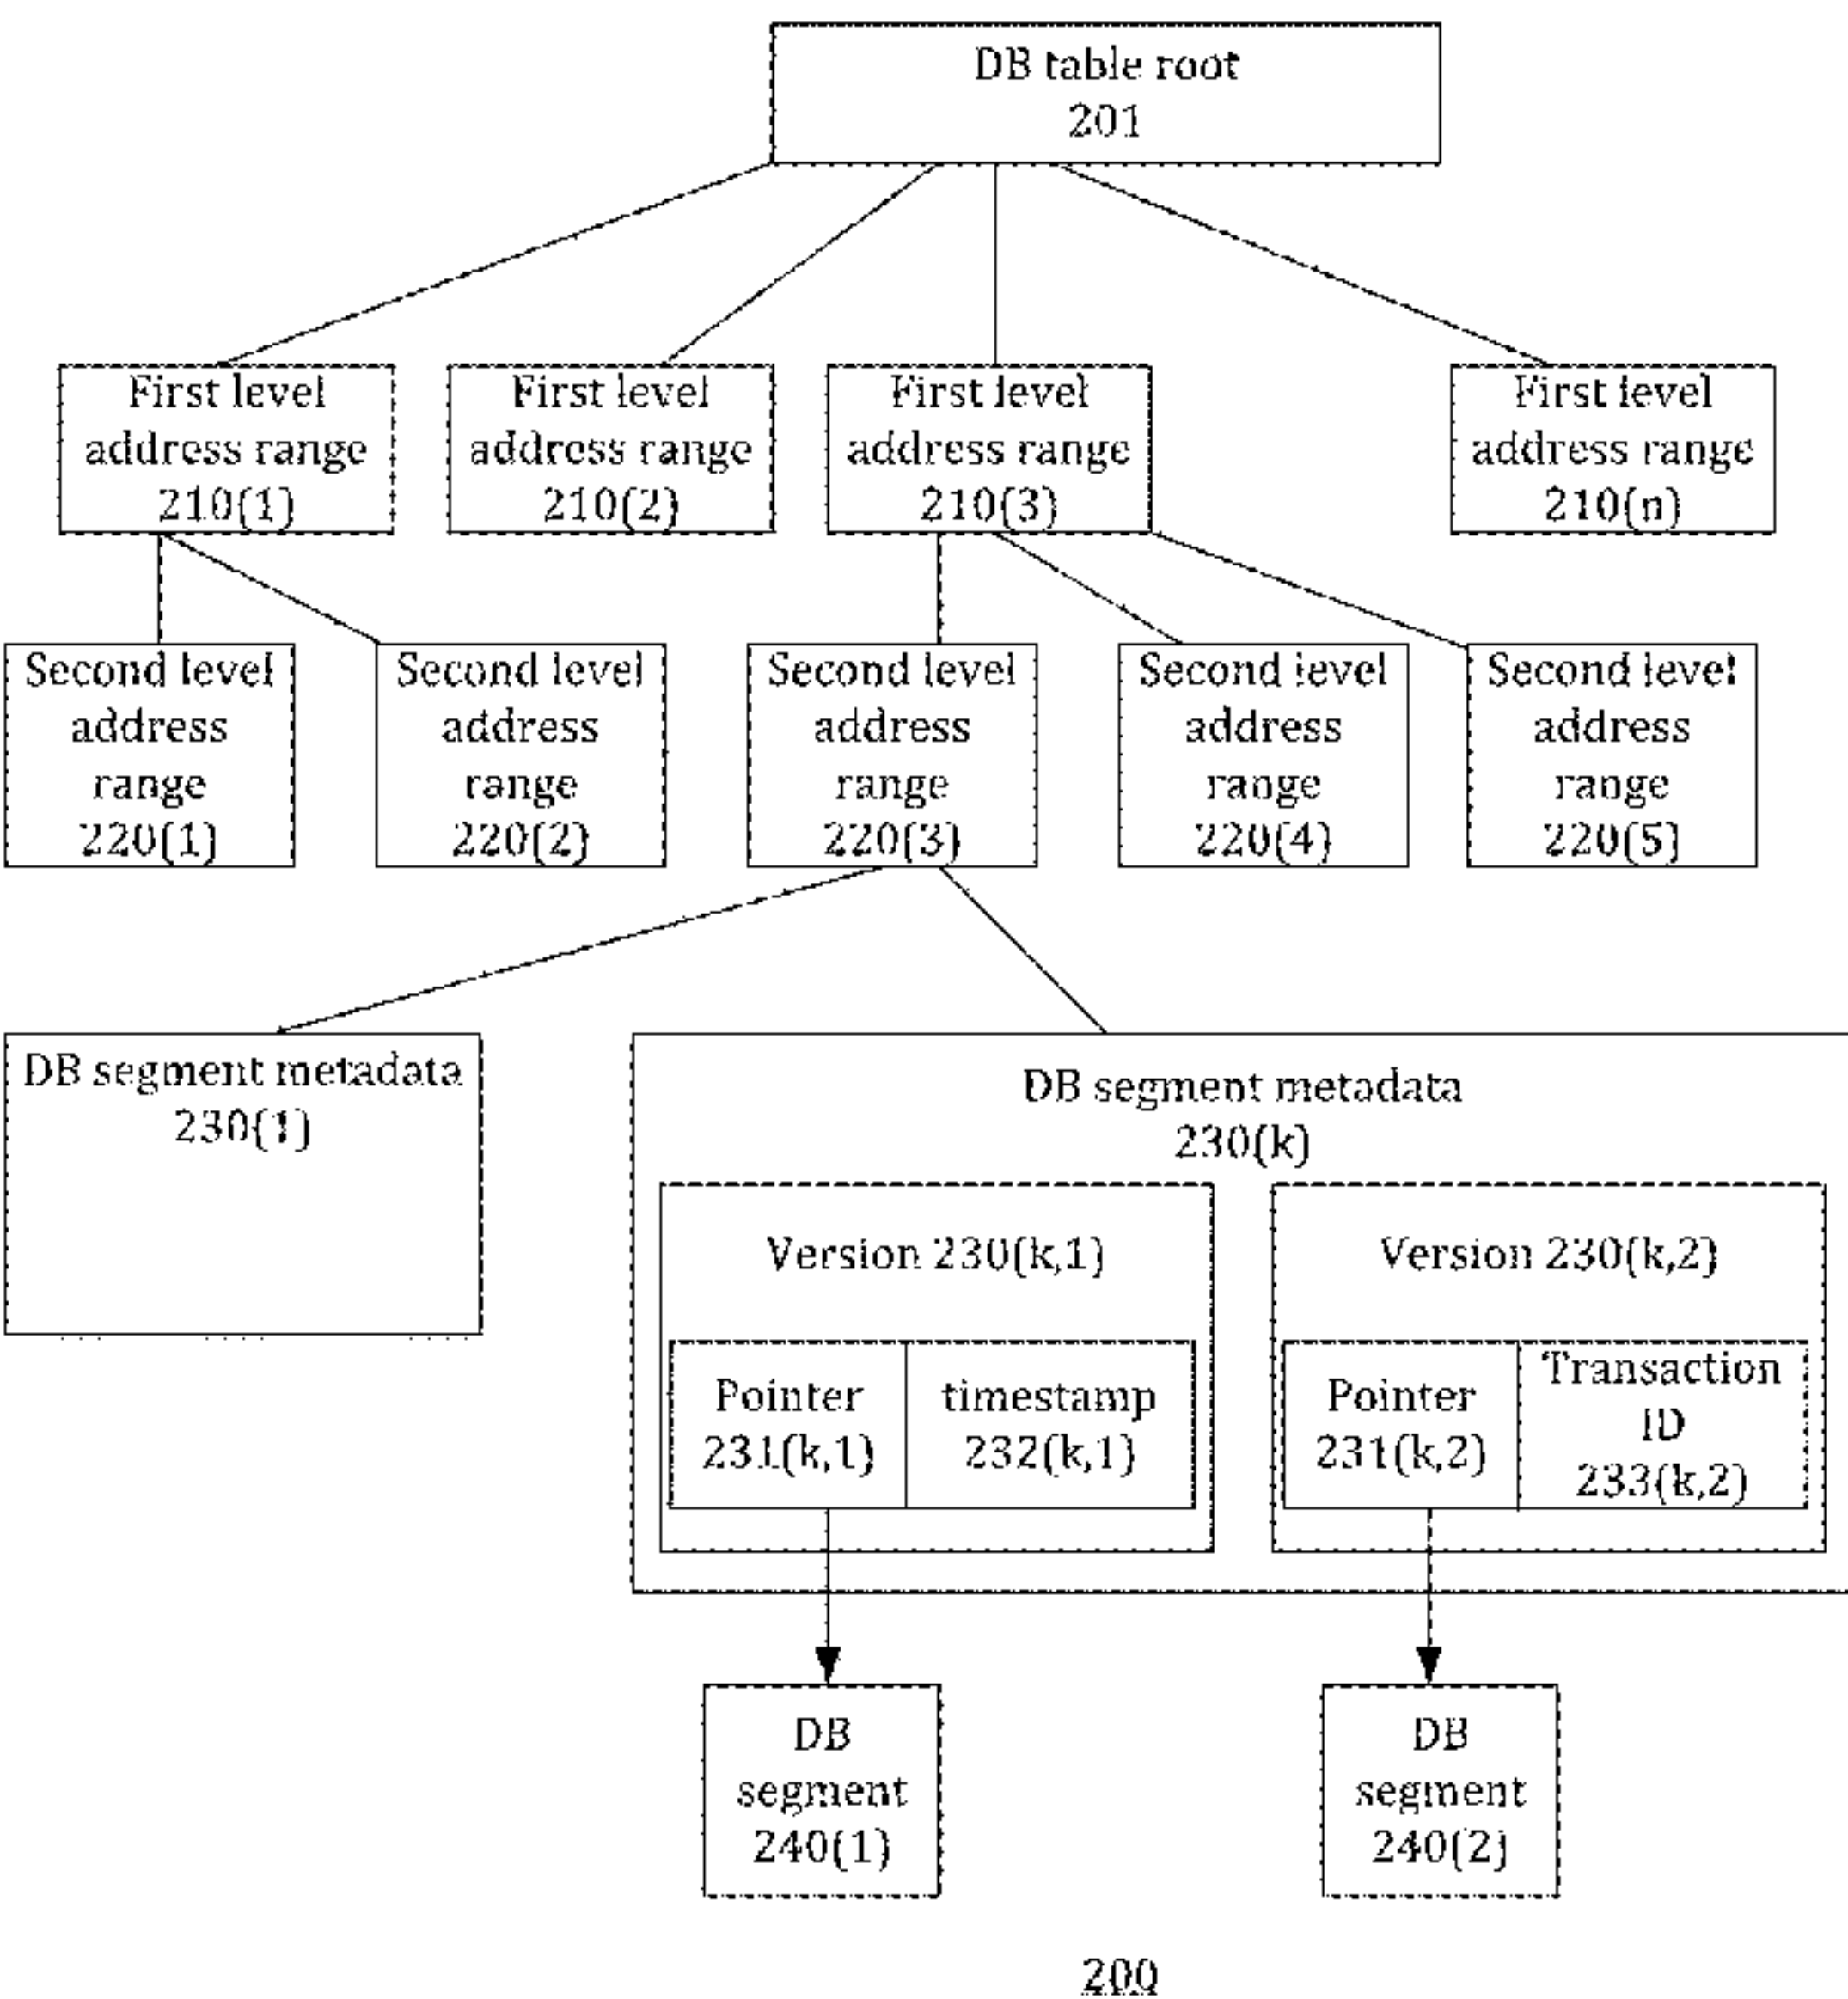 DB table root
201
First level
address range
210(1)
First level
address range
210(2)
First level
address range
210(3)
First level
address range
210(n)
Second level
address
range
220(1)
Second level
address
range
220(2)
Second level
address
range
220(3)
Second level
address
range
220(4)
Second level
address
range
220(5)
DB segment metadata
230(1)
DB segment metadata
230(k)
Version 230(k,1)
Pointer
231(k,1)
timestamp
232(k,1)
Version 230(k,2)
Pointer
231(k,2)
Transaction
ID
233(k,2)
DB
segment
240(1)
DB
segment
240(2)
200